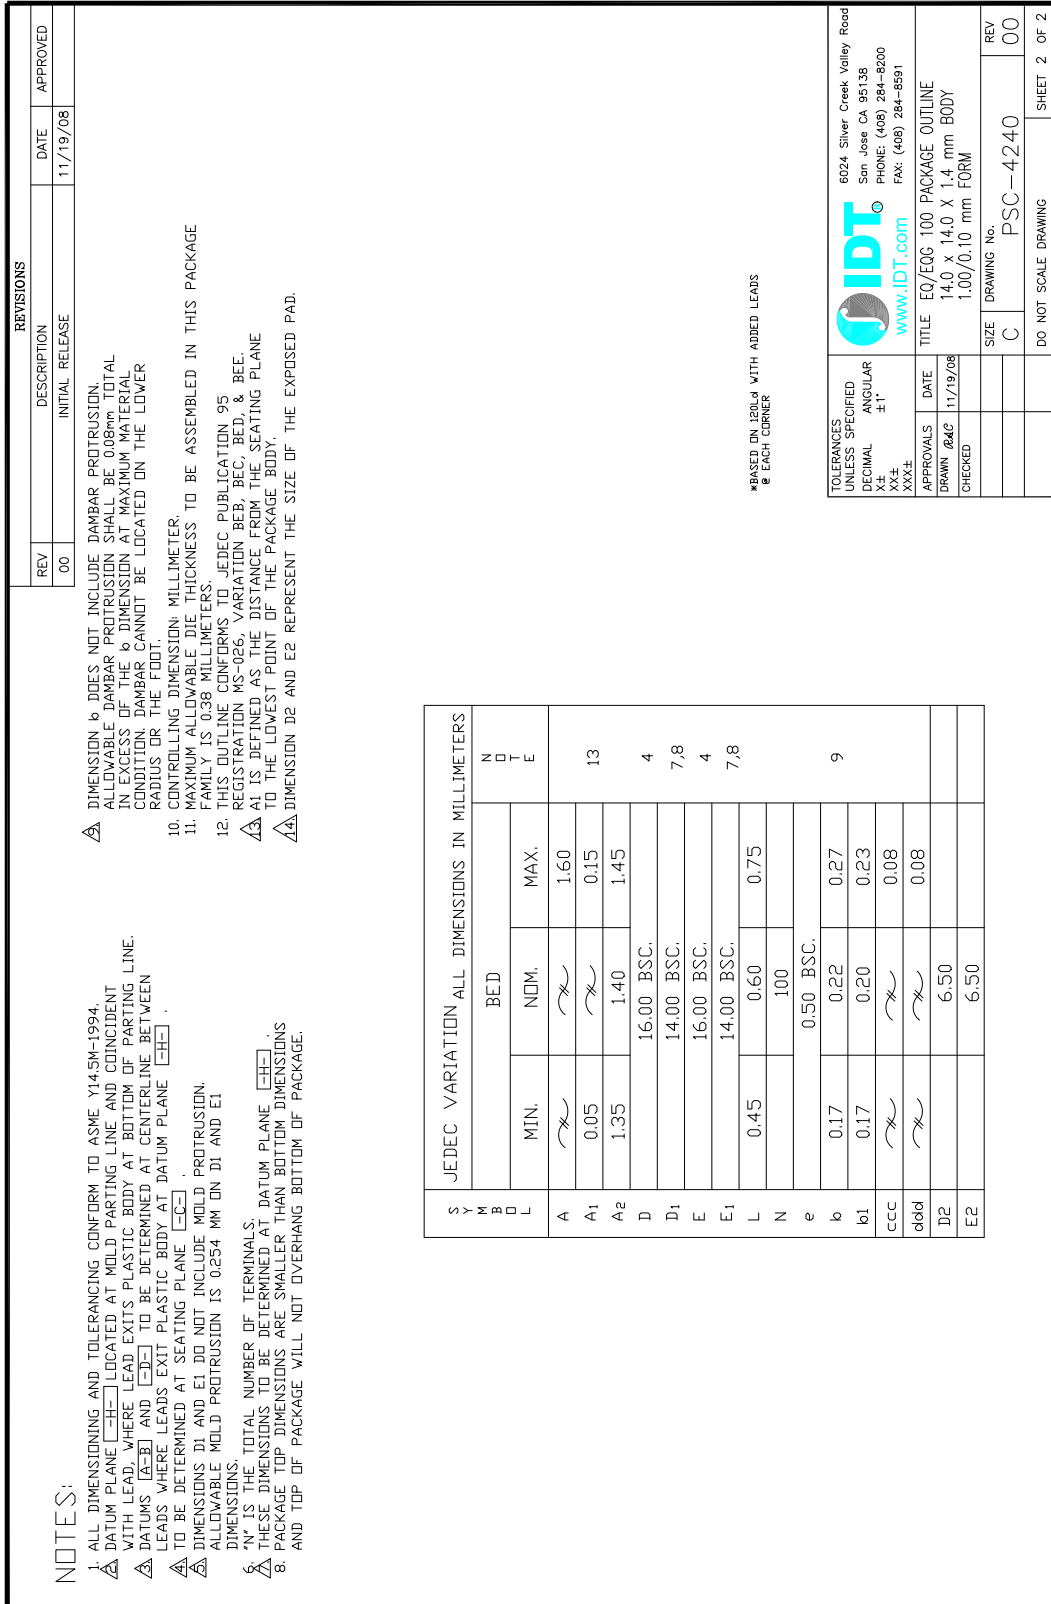 NOTES:
1. ALL DIMENSIONING AND TOLERANCING CONFORM TO ASME Y14.5M-1994.
2. DATUM PLANE -H- LOCATED AT MOLD PARTING LINE AND COINCIDENT
WITH LEAD, WHERE LEAD EXITS PLASTIC BODY AT BOTTOM OF PARTING LINE.
3. DATUMS A-B AND -D- TO BE DETERMINED AT CENTERLINE BETWEEN
LEADS WHERE LEADS EXIT PLASTIC BODY AT DATUM PLANE -H- .
4. TO BE DETERMINED AT SEATING PLANE -C- .
5. DIMENSIONS D1 AND E1 DO NOT INCLUDE MOLD PROTRUSION.
ALLOWABLE MOLD PROTRUSION IS 0.254 MM ON D1 AND E1
DIMENSIONS.
6. "N" IS THE TOTAL NUMBER OF TERMINALS.
7. THESE DIMENSIONS TO BE DETERMINED AT DATUM PLANE -H- .
8. PACKAGE TOP DIMENSIONS ARE SMALLER THAN BOTTOM DIMENSIONS
AND TOP OF PACKAGE WILL NOT OVERHANG BOTTOM OF PACKAGE.
9. DIMENSION b DOES NOT INCLUDE DAMBAR PROTRUSION.
ALLOWABLE DAMBAR PROTRUSION SHALL BE 0.08mm TOTAL
IN EXCESS OF THE b DIMENSION AT MAXIMUM MATERIAL
CONDITION. DAMBAR CANNOT BE LOCATED ON THE LOWER
RADIUS OR THE FOOT.
10. CONTROLLING DIMENSION: MILLIMETER.
11. MAXIMUM ALLOWABLE DIE THICKNESS TO BE ASSEMBLED IN THIS PACKAGE
FAMILY IS 0.38 MILLIMETERS.
12. THIS OUTLINE CONFORMS TO JEDEC PUBLICATION 95
REGISTRATION MS-026, VARIATION BEB, BEC, BED, & BEE.
13. A1 IS DEFINED AS THE DISTANCE FROM THE SEATING PLANE
TO THE LOWEST POINT OF THE PACKAGE BODY.
14. DIMENSION D2 AND E2 REPRESENT THE SIZE OF THE EXPOSED PAD.
REVISIONS
REV DESCRIPTION DATE APPROVED
00 INITIAL RELEASE 11/19/08
SYMBOL JEDEC VARIATION ALL DIMENSIONS IN MILLIMETERS
BED NOTE
MIN. NOM. MAX.
A 1.60
A1 0.05 0.15 13
A2 1.35 1.40 1.45
D 16.00 BSC. 4
D1 14.00 BSC. 7,8
E 16.00 BSC. 4
E1 14.00 BSC. 7,8
L 0.45 0.60 0.75
N 100
e 0.50 BSC.
b 0.17 0.22 0.27 9
b1 0.17 0.20 0.23
ccc 0.08
ddd 0.08
D2 6.50
E2 6.50
*BASED ON 120Ld WITH ADDED LEADS
@ EACH CORNER
TOLERANCES
UNLESS SPECIFIED
DECIMAL ANGULAR
X± ±1°
XX±
XXX±
IDT®
www.IDT.com
6024 Silver Creek Valley Road
San Jose CA 95138
PHONE: (408) 284-8200
FAX: (408) 284-8591
APPROVALS DATE
DRAWN RAC 11/19/08
CHECKED
TITLE EQ/EQG 100 PACKAGE OUTLINE
14.0 x 14.0 X 1.4 mm BODY
1.00/0.10 mm FORM
SIZE DRAWING No. REV
C PSC-4240 00
DO NOT SCALE DRAWING SHEET 2 OF 2